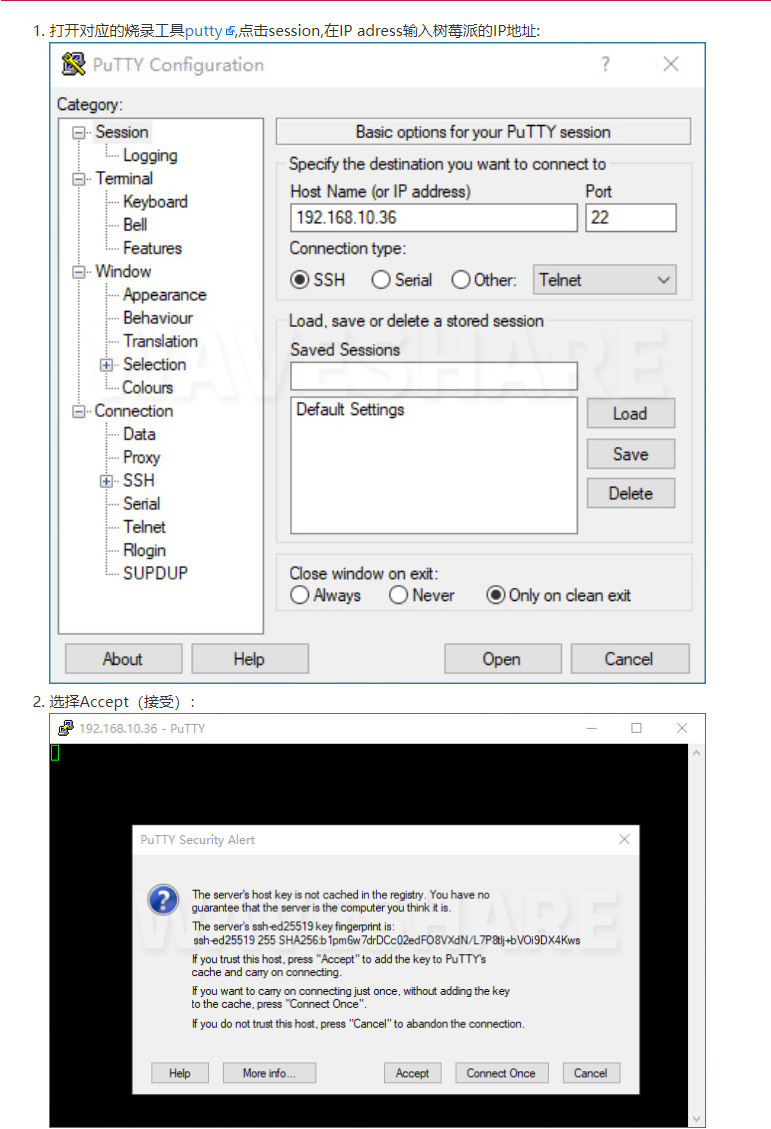 1. 打开对应的烧录工具putty,点击session,在IP adress输入树莓派的IP地址:
PuTTY Configuration
?
Category:
Session
Logging
Terminal
Keyboard
Bell
Features
Window
Appearance
Behaviour
Translation
Selection
Colours
Connection
Data
Proxy
SSH
Serial
Telnet
Rlogin
SUPDUP
Basic options for your PuTTY session
Specify the destination you want to connect to
Host Name (or IP address) Port
192.168.10.36 22
Connection type:
SSH Serial Other: Telnet
Load, save or delete a stored session
Saved Sessions
Default Settings
Load
Save
Delete
Close window on exit:
Always Never Only on clean exit
About Help Open Cancel
WAVESHARE
2. 选择Accept（接受）:
192.168.10.36 - PuTTY
PuTTY Security Alert
The server's host key is not cached in the registry. You have no
guarantee that the server is the computer you think it is.
The server's ssh-ed25519 key fingerprint is:
ssh-ed25519 255 SHA256:b1pm6w7drDCc02edFO8VXdN/L7P8tlj+bVOi9DX4Kws
If you trust this host, press "Accept" to add the key to PuTTY's
cache and carry on connecting.
If you want to carry on connecting just once, without adding the key
to the cache, press "Connect Once".
If you do not trust this host, press "Cancel" to abandon the connection.
Help More info... Accept Connect Once Cancel
WAVESHARE